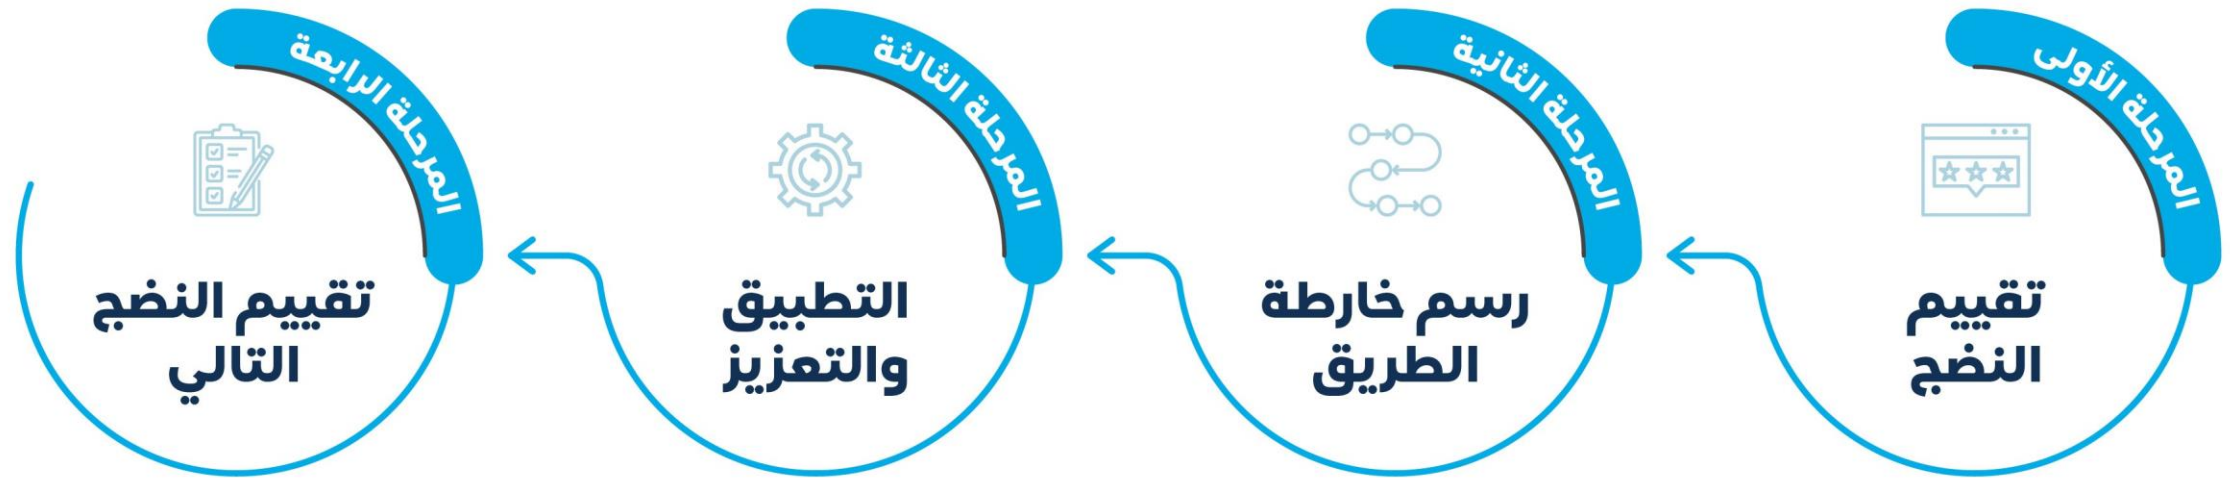 المرحلة الأولى
تقييم
النضج
المرحلة الثانية
رسم خارطة
الطريق
المرحلة الثالثة
التطبيق
والتعزيز
المرحلة الرابعة
تقييم النضج
التالي